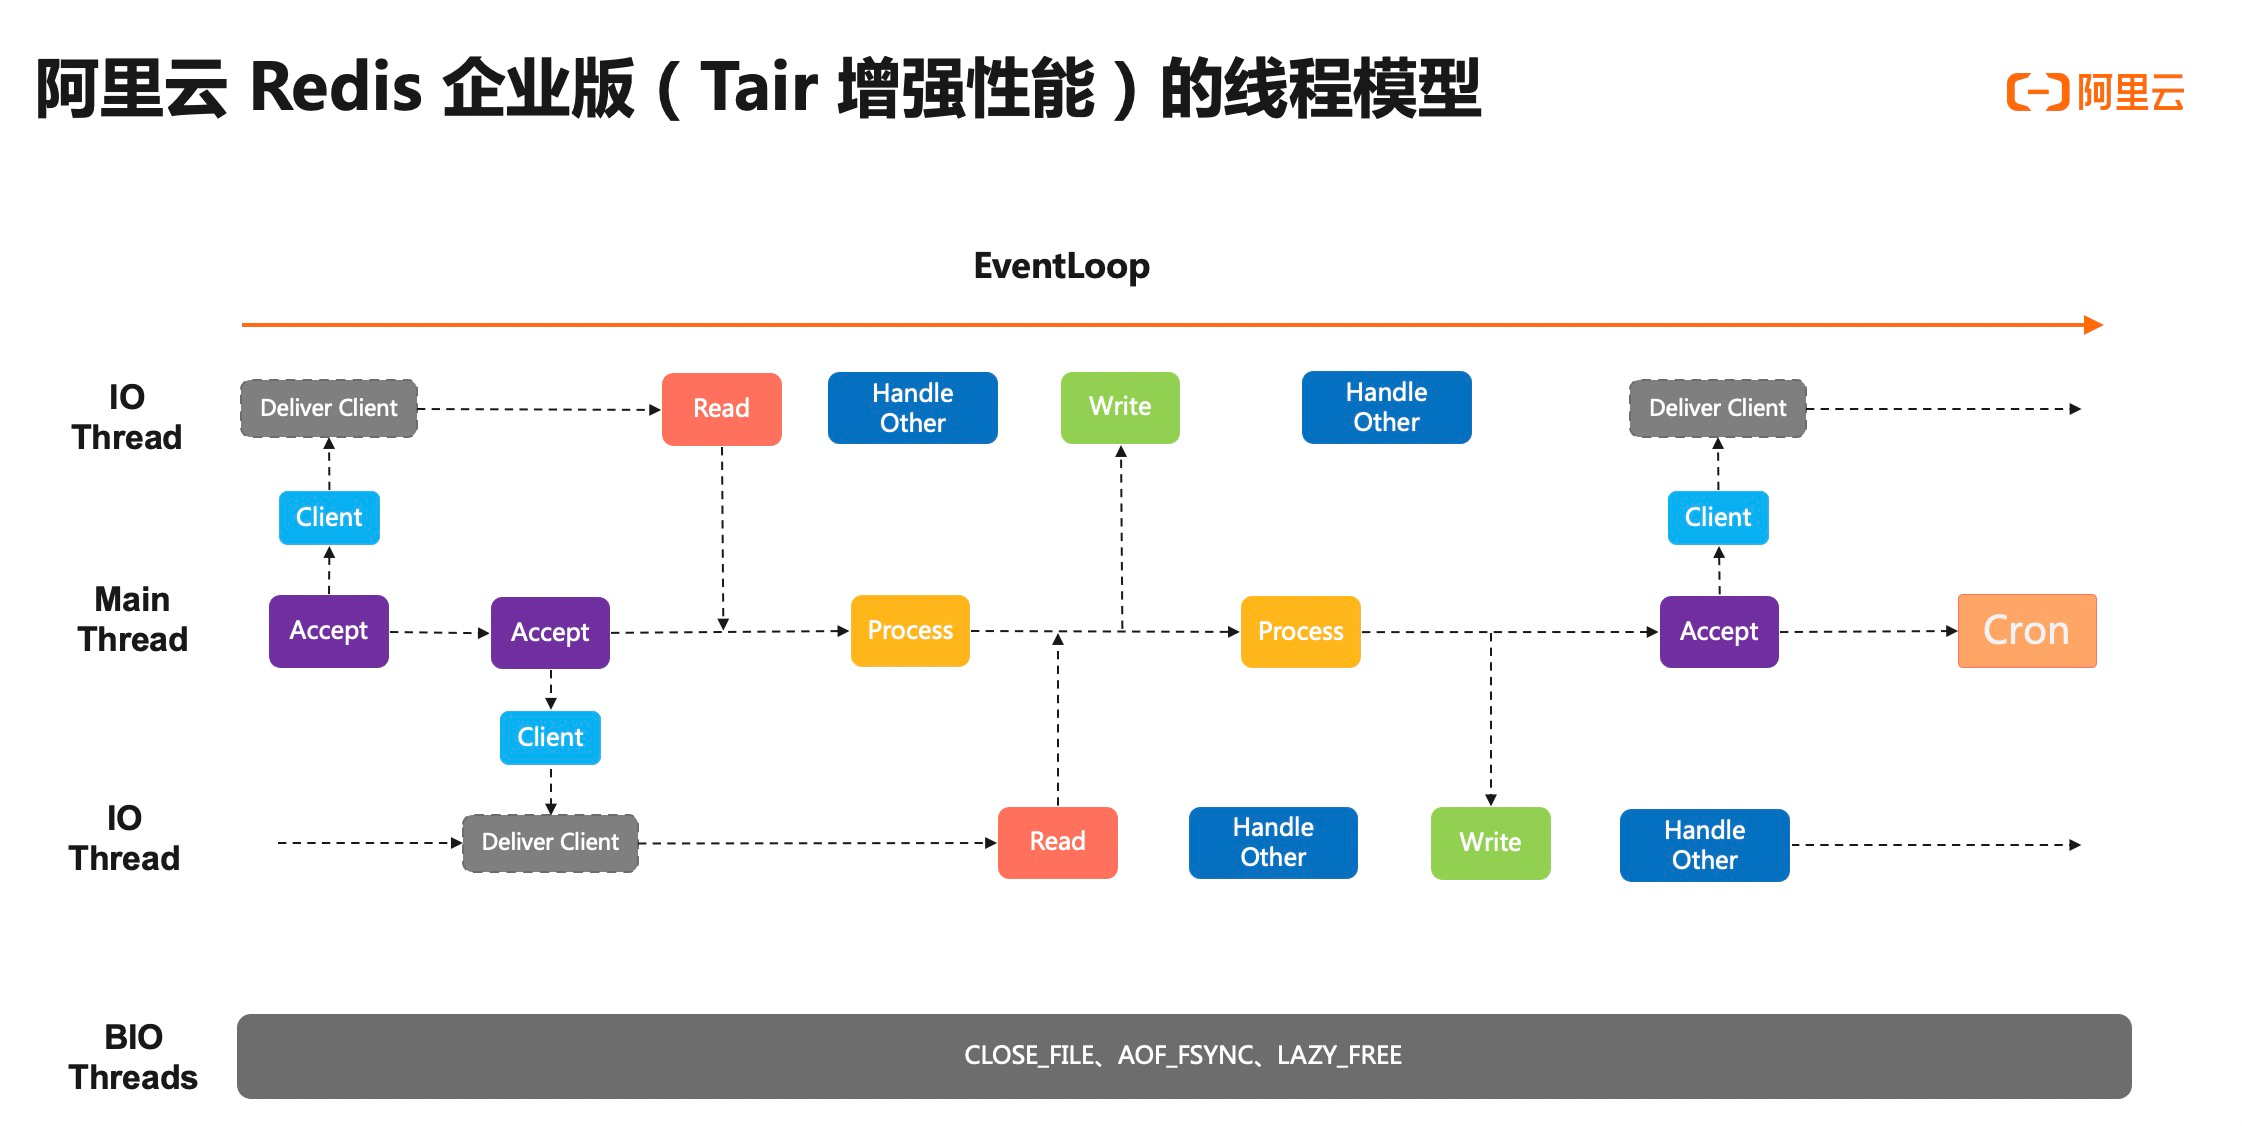 阿里云 Redis 企业版（Tair 增强性能）的线程模型
阿里云
EventLoop
IO
Thread
Deliver Client
Read
Handle
Other
Write
Handle
Other
Deliver Client
Client
Client
Main
Thread
Accept
Accept
Process
Process
Accept
Cron
Client
IO
Thread
Deliver Client
Read
Handle
Other
Write
Handle
Other
BIO
Threads
CLOSE_FILE、AOF_FSYNC、LAZY_FREE